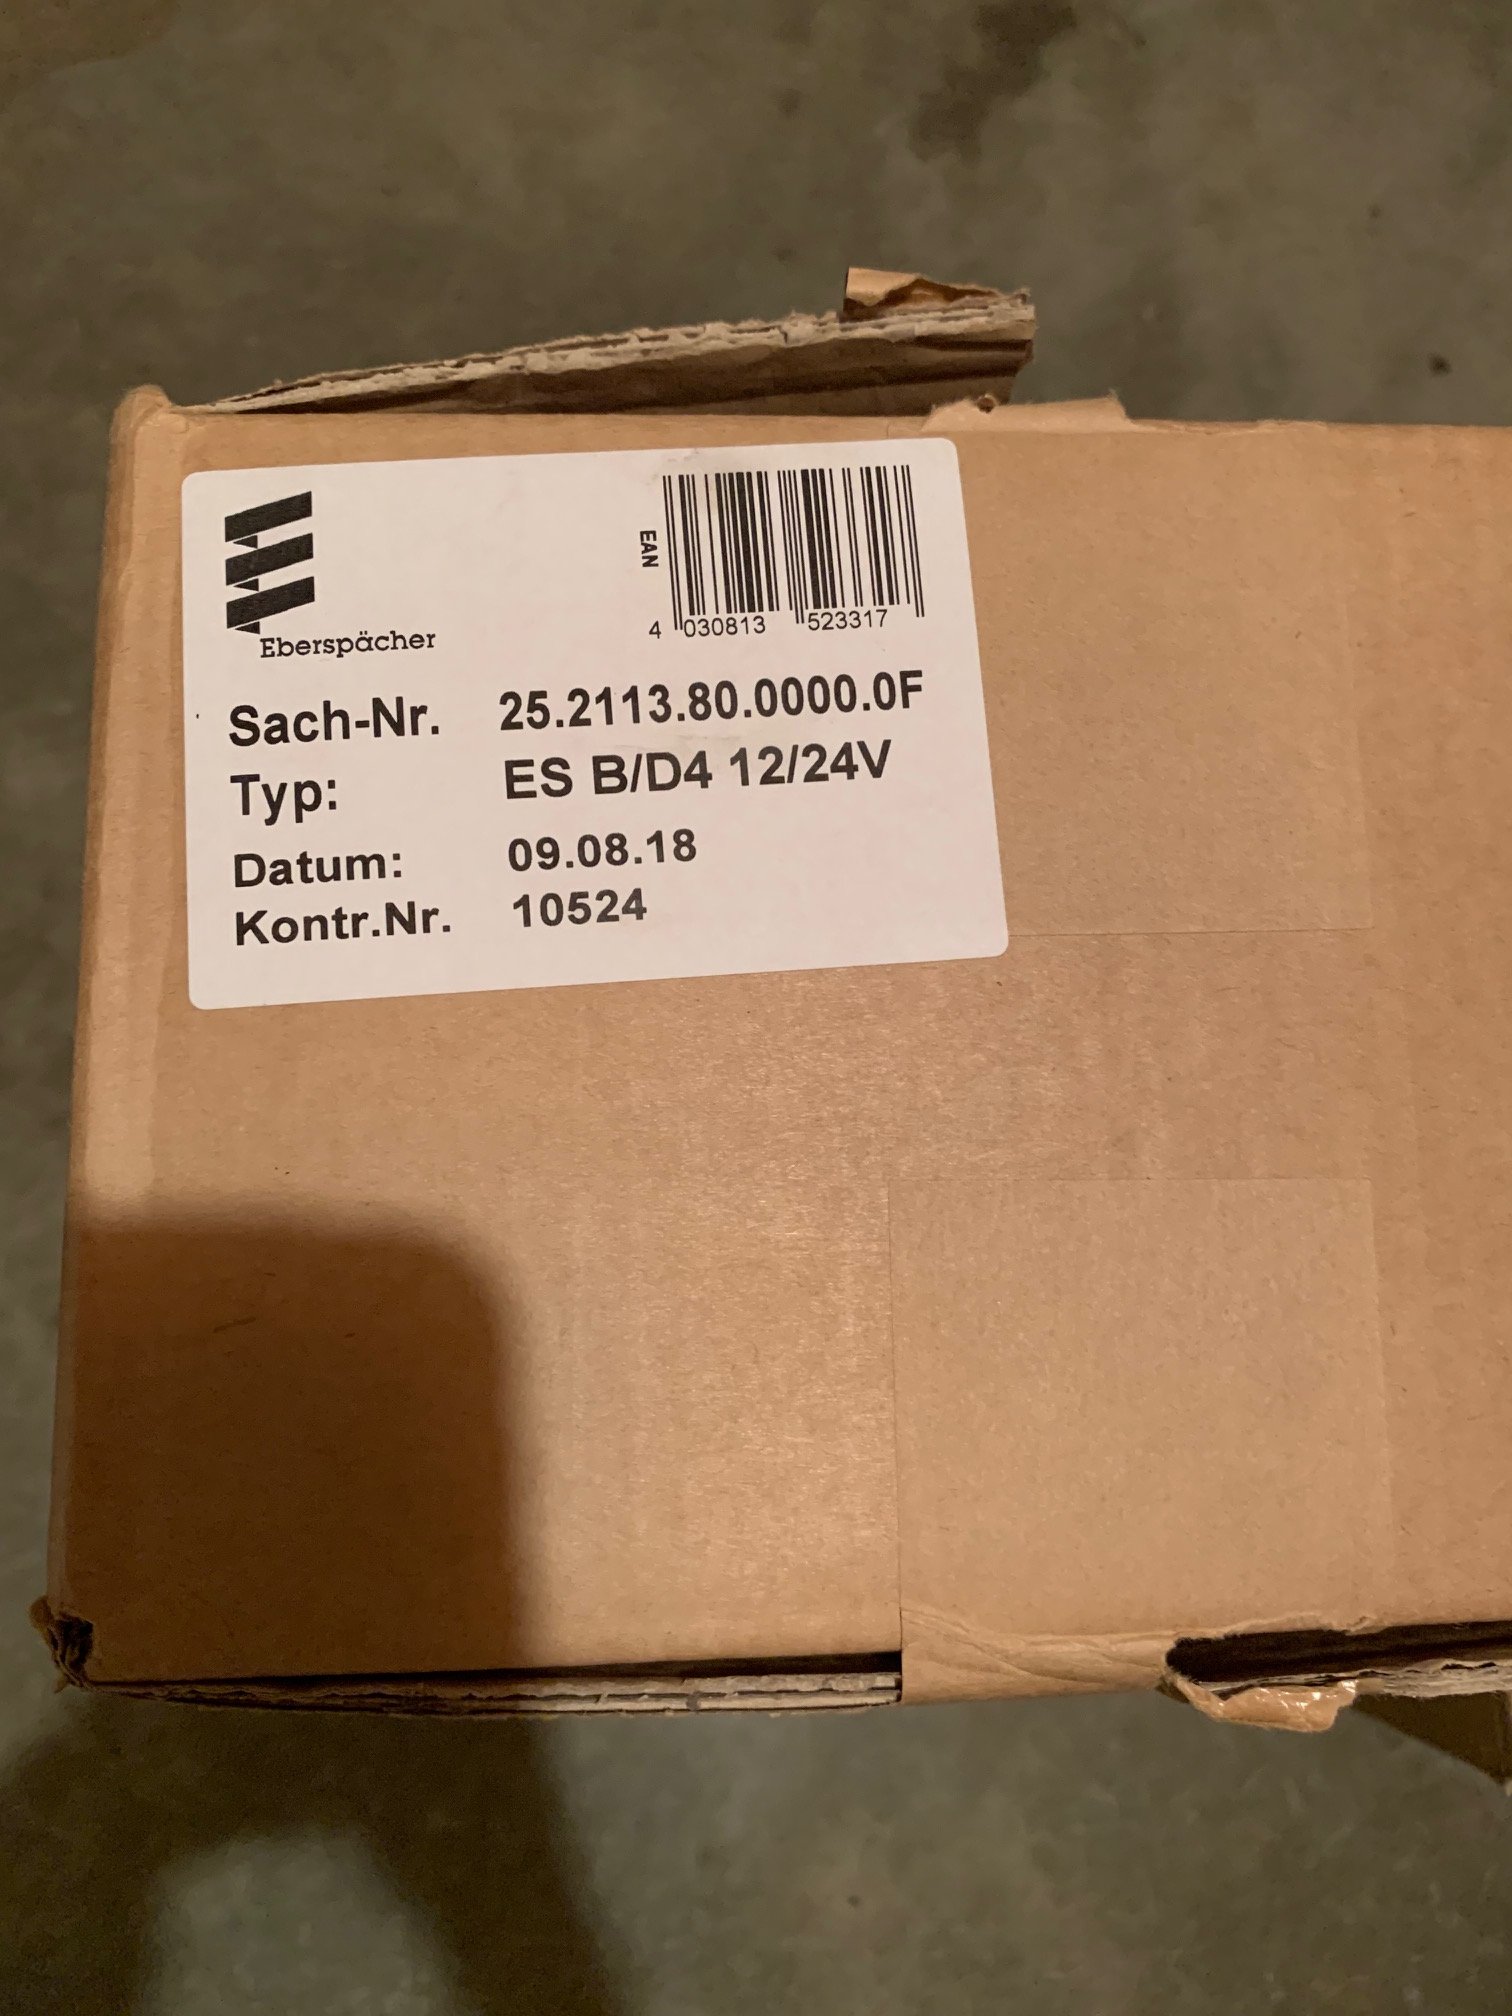 EAN
4 030813 523317
Eberspächer
Sach-Nr. 25.2113.80.0000.0F
Typ: ES B/D4 12/24V
Datum: 09.08.18
Kontr.Nr. 10524